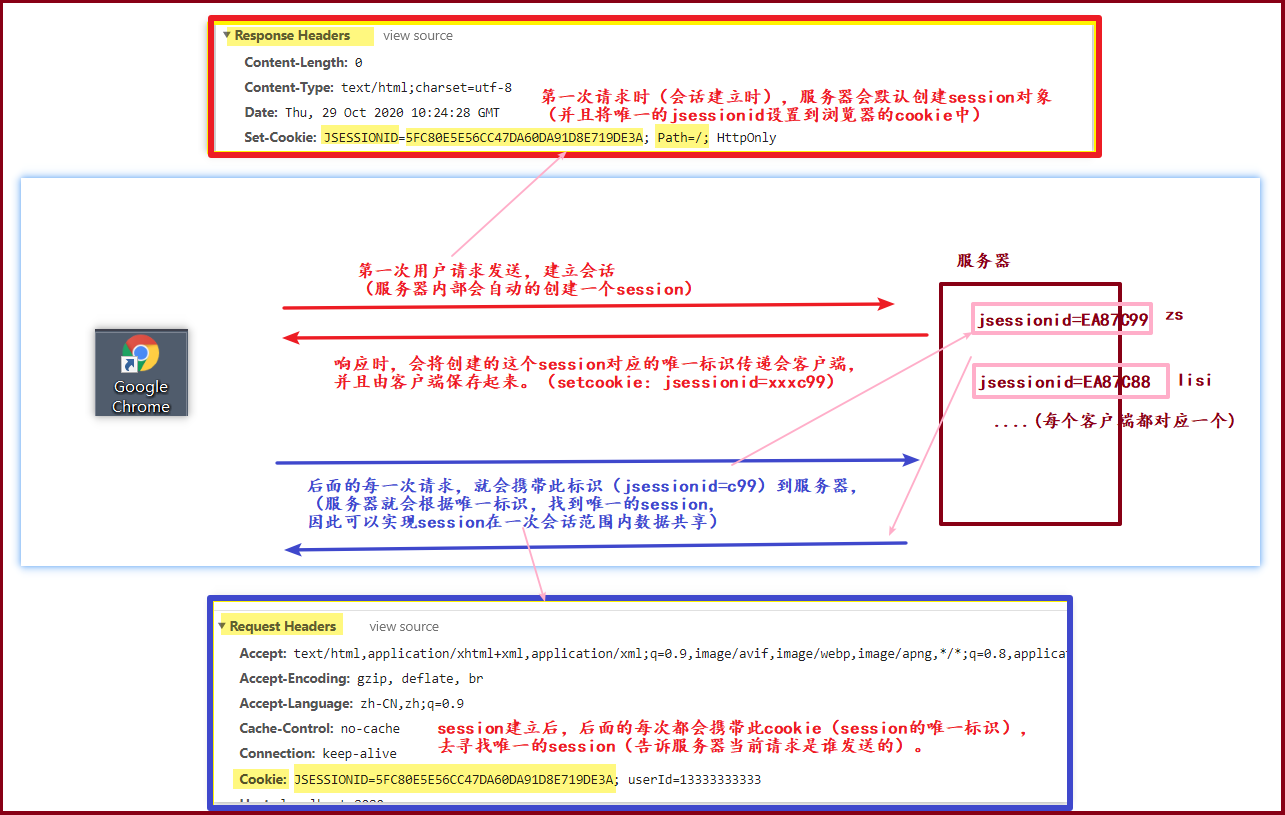 Response Headers view source
Content-Length: 0
Content-Type: text/html;charset=utf-8
Date: Thu, 29 Oct 2020 10:24:28 GMT
Set-Cookie: JSESSIONID=5FC80E5E56CC47DA60DA91D8E719DE3A; Path=/; HttpOnly
第一次请求时（会话建立时），服务器会默认创建session对象
（并且将唯一的jsessionid设置到浏览器的cookie中）
第一次用户请求发送，建立会话
（服务器内部会自动的创建一个session）
响应时，会将创建的这个session对应的唯一标识传递会客户端，
并且由客户端保存起来。（setcookie: jsessionid=xxxc99）
Google
Chrome
服务器
jsessionid=EA87C99 zs
jsessionid=EA87C88 lisi
....(每个客户端都对应一个)
后面的每一次请求，就会携带此标识（jsessionid=c99）到服务器，
（服务器就会根据唯一标识，找到唯一的session，
因此可以实现session在一次会话范围内数据共享）
Request Headers view source
Accept: text/html,application/xhtml+xml,application/xml;q=0.9,image/avif,image/webp,image/apng,*/*;q=0.8,applicat
Accept-Encoding: gzip, deflate, br
Accept-Language: zh-CN,zh;q=0.9
Cache-Control: no-cache
Connection: keep-alive
Cookie: JSESSIONID=5FC80E5E56CC47DA60DA91D8E719DE3A; userId=13333333333
session建立后，后面的每次都会携带此cookie（session的唯一标识），
去寻找唯一的session（告诉服务器当前请求是谁发送的）。